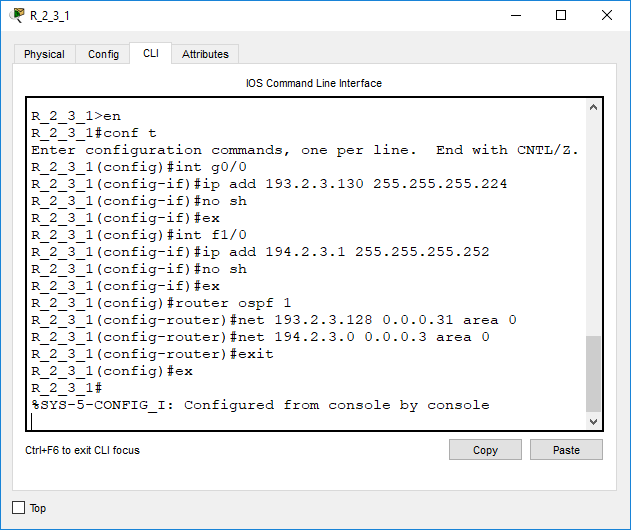 R_2_3_1
Physical Config CLI Attributes
IOS Command Line Interface
R_2_3_1>en
R_2_3_1#conf t
Enter configuration commands, one per line.  End with CNTL/Z.
R_2_3_1(config)#int g0/0
R_2_3_1(config-if)#ip add 193.2.3.130 255.255.255.224
R_2_3_1(config-if)#no sh
R_2_3_1(config-if)#ex
R_2_3_1(config)#int f1/0
R_2_3_1(config-if)#ip add 194.2.3.1 255.255.255.252
R_2_3_1(config-if)#no sh
R_2_3_1(config-if)#ex
R_2_3_1(config)#router ospf 1
R_2_3_1(config-router)#net 193.2.3.128 0.0.0.31 area 0
R_2_3_1(config-router)#net 194.2.3.0 0.0.0.3 area 0
R_2_3_1(config-router)#exit
R_2_3_1(config)#ex
R_2_3_1#
%SYS-5-CONFIG_I: Configured from console by console
Ctrl+F6 to exit CLI focus Copy Paste
Top